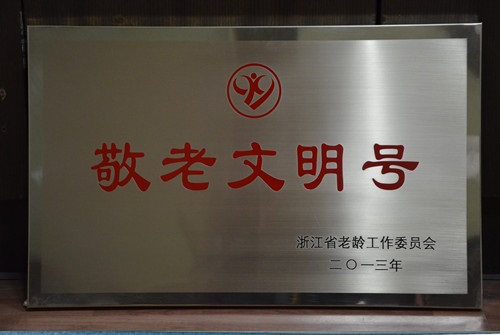 敬老文明号
浙江省老龄工作委员会
二〇一三年